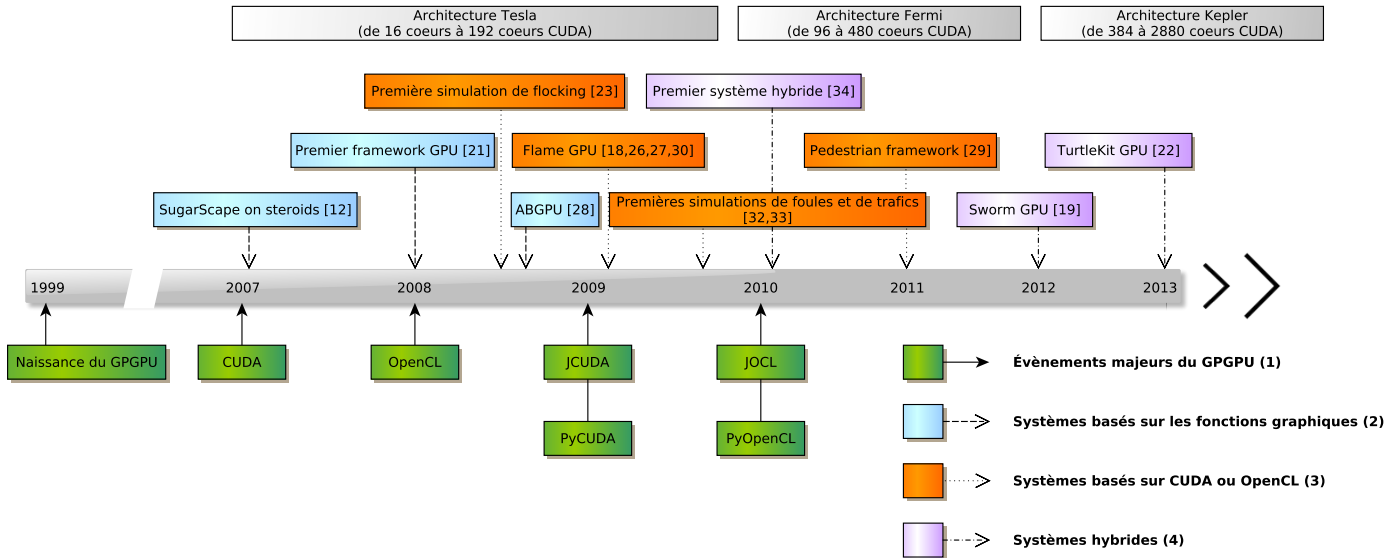 Architecture Tesla
(de 16 coeurs à 192 coeurs CUDA)
Architecture Fermi
(de 96 à 480 coeurs CUDA)
Architecture Kepler
(de 384 à 2880 coeurs CUDA)
Première simulation de flocking [23]
Premier système hybride [34]
Premier framework GPU [21]
Flame GPU [18,26,27,30]
Pedestrian framework [29]
TurtleKit GPU [22]
SugarScape on steroids [12]
ABGPU [28]
Premières simulations de foules et de trafics
[32,33]
Sworm GPU [19]
1999
2007
2008
2009
2010
2011
2012
2013
Naissance du GPGPU
CUDA
OpenCL
JCUDA
JOCL
Évènements majeurs du GPGPU (1)
Systèmes basés sur les fonctions graphiques (2)
PyCUDA
PyOpenCL
Systèmes basés sur CUDA ou OpenCL (3)
Systèmes hybrides (4)